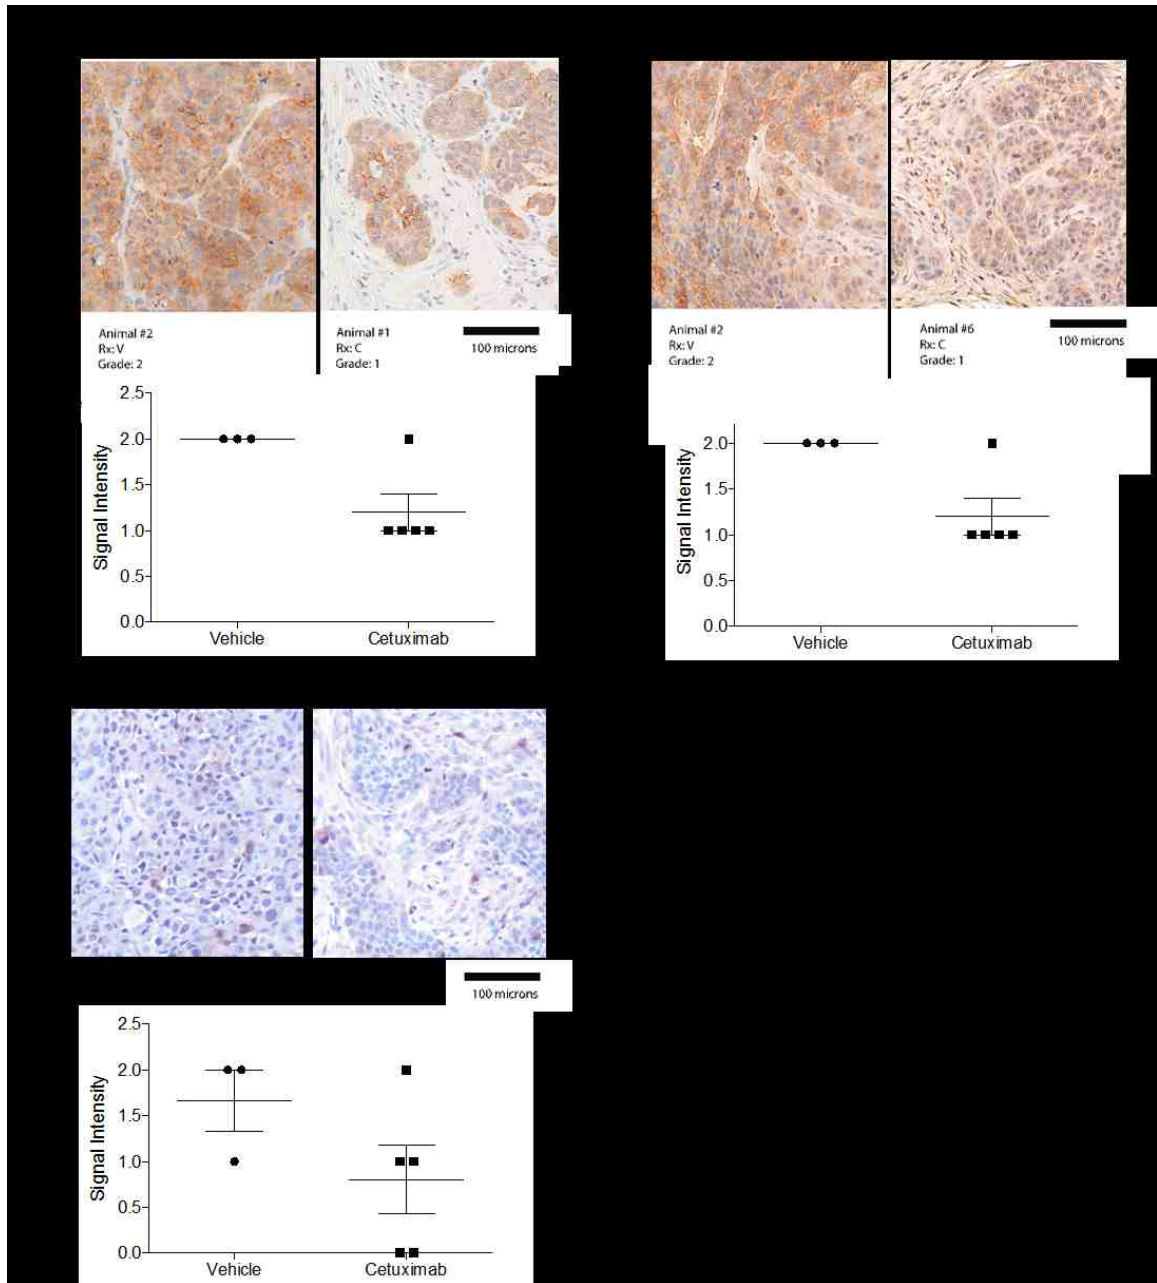 Animal #2
Rx: V
Grade: 2
Animal #1
Rx: C
Grade: 1
100 microns
Animal #2
Rx: V
Grade: 2
Animal #6
Rx: C
Grade: 1
100 microns
Signal Intensity
2.5
2.0
1.5
1.0
0.5
0.0
Vehicle
Cetuximab
Signal Intensity
2.0
1.5
1.0
0.5
0.0
Vehicle
Cetuximab
100 microns
Signal Intensity
2.5
2.0
1.5
1.0
0.5
0.0
Vehicle
Cetuximab